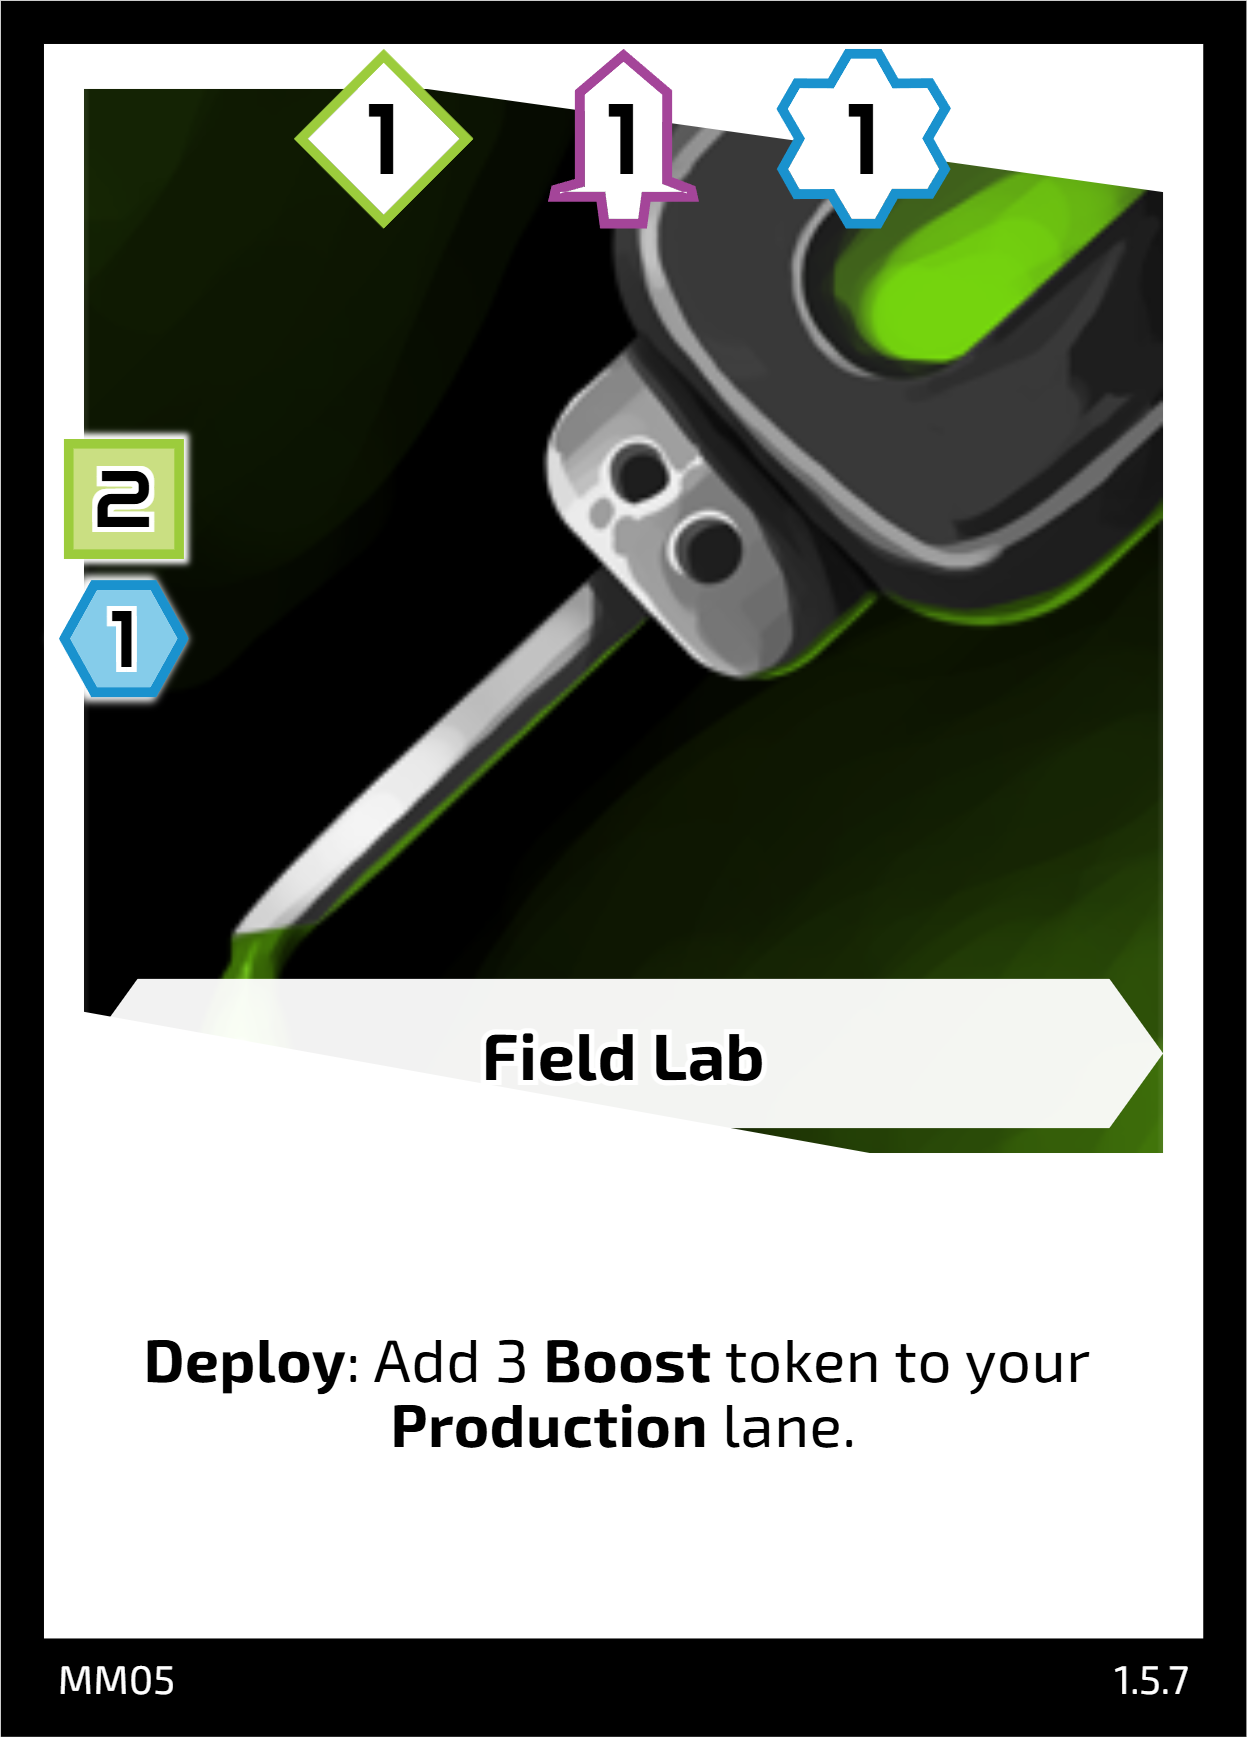 1 1 1
2
1
Field Lab
Deploy: Add 3 Boost token to your
Production lane.
MM05 1.5.7